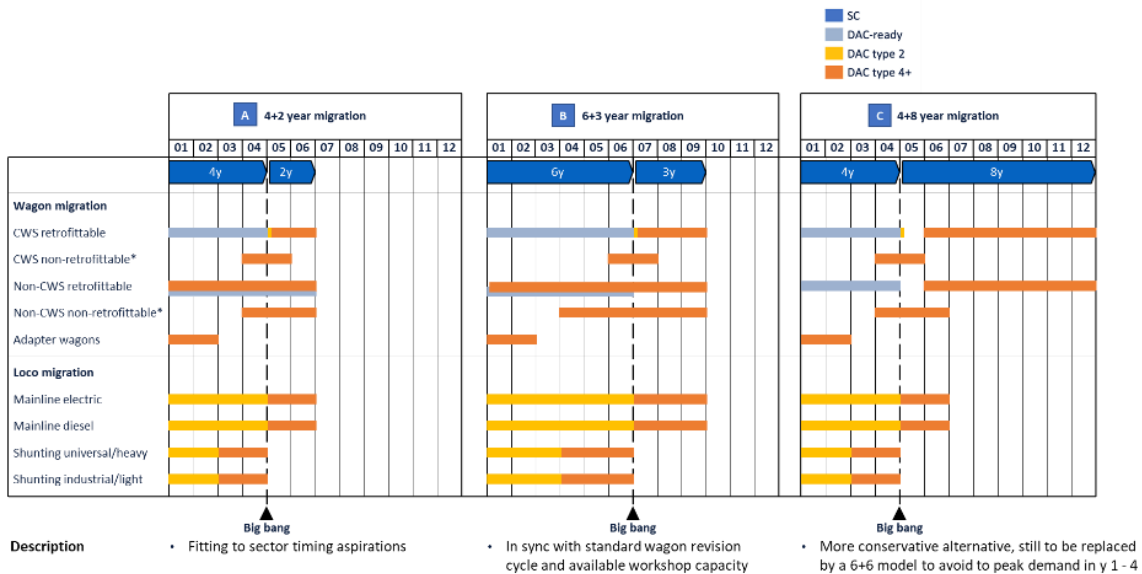 SC
DAC-ready
DAC type 2
DAC type 4+
A 4+2 year migration
B 6+3 year migration
C 4+8 year migration
01 02 03 04 05 06 07 08 09 10 11 12
01 02 03 04 05 06 07 08 09 10 11 12
01 02 03 04 05 06 07 08 09 10 11 12
4y 2y
6y 3y
4y 8y
Wagon migration
CWS retrofittable
CWS non-retrofittable*
Non-CWS retrofittable
Non-CWS non-retrofittable*
Adapter wagons
Loco migration
Mainline electric
Mainline diesel
Shunting universal/heavy
Shunting industrial/light
Big bang
Big bang
Big bang
Description
• Fitting to sector timing aspirations
• In sync with standard wagon revision
cycle and available workshop capacity
• More conservative alternative, still to be replaced
by a 6+6 model to avoid to peak demand in y 1 - 4